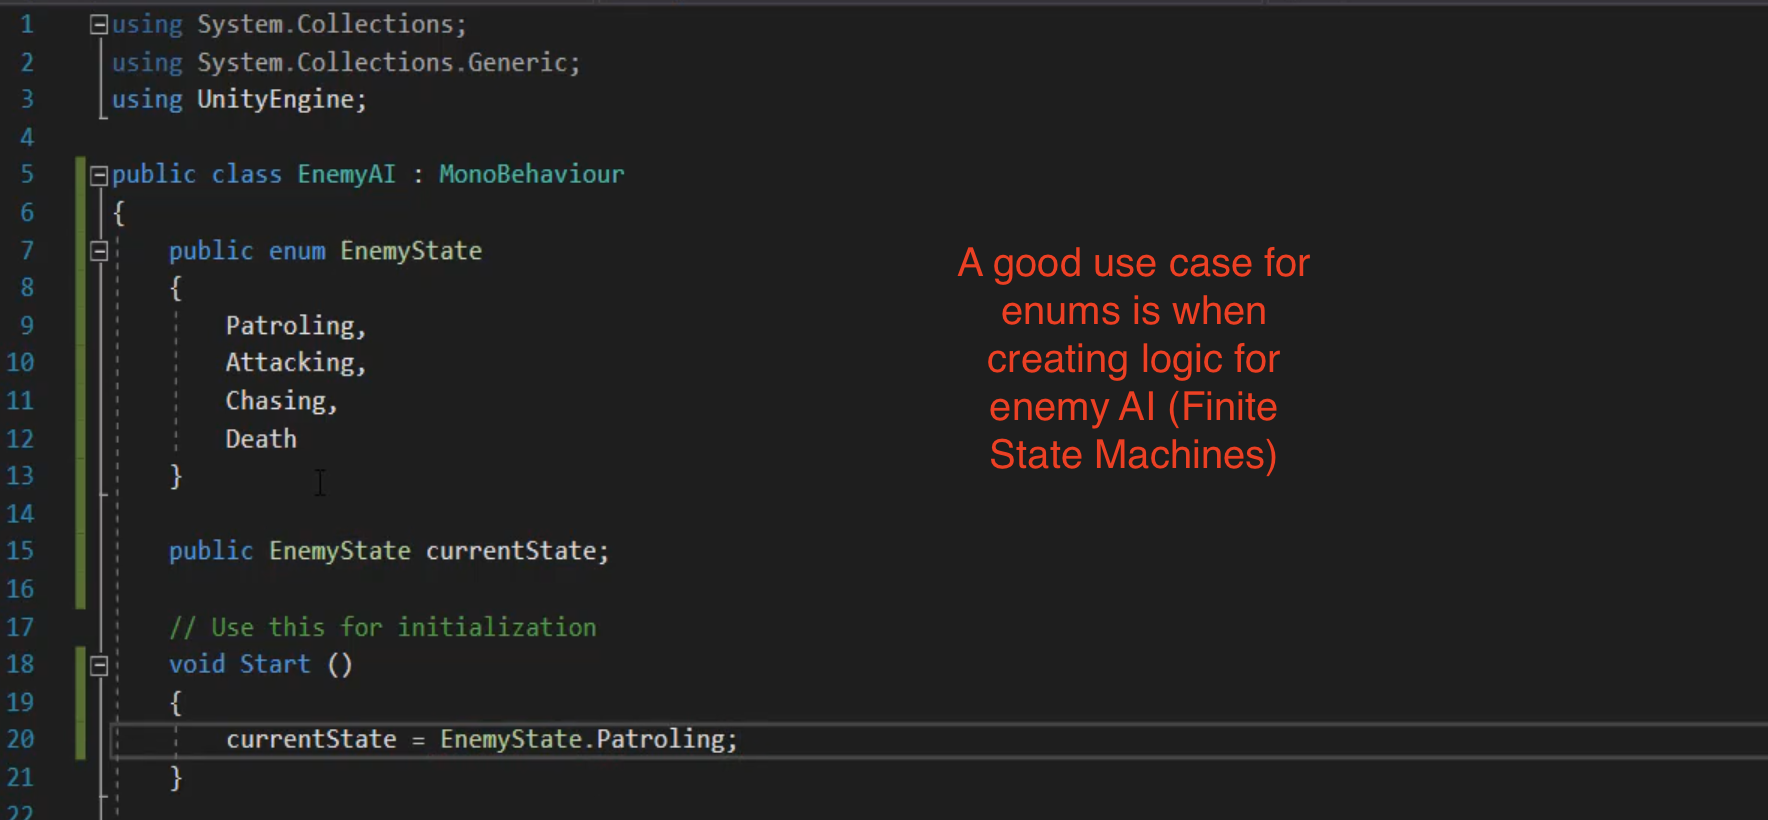 1 using System.Collections;
2 using System.Collections.Generic;
3 using UnityEngine;
4
5 public class EnemyAI : MonoBehaviour
6 {
7     public enum EnemyState
8     {
9         Patroling,
10         Attacking,
11         Chasing,
12         Death
13     }
14
15     public EnemyState currentState;
16
17     // Use this for initialization
18     void Start ()
19     {
20         currentState = EnemyState.Patroling;
21     }
22
A good use case for
enums is when
creating logic for
enemy AI (Finite
State Machines)